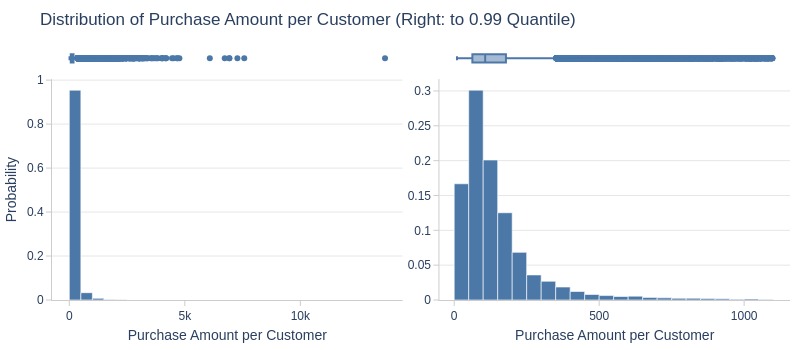 Distribution of Purchase Amount per Customer (Right: to 0.99 Quantile)
Probability
1
0.8
0.6
0.4
0.2
0
0
5k
10k
Purchase Amount per Customer
0.3
0.25
0.2
0.15
0.1
0.05
0
0
500
1000
Purchase Amount per Customer